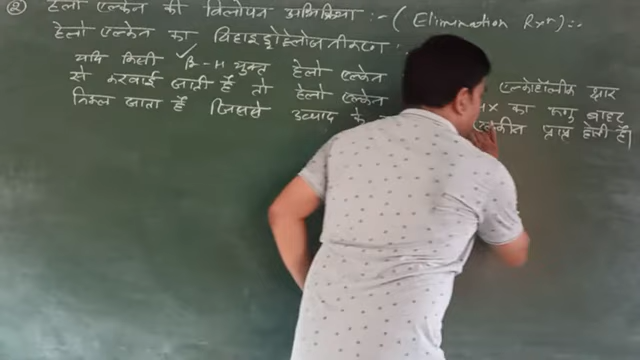 ② हैलो एल्केन की विलोपन अभिक्रिया :- (Elimination Rxn) :-
हेलो एल्केन का विहाइड्रोहेलोजनीकरण :
यदि किसी β-H युक्त हेलो एल्केन एल्कोहॉलीक क्षार
से करवाई जाती हैं तो हेलो एल्केन HX का अणु बाहर
निकल जाता हैं जिससे उत्पाद के एल्कीन प्राप्त होती हैं।